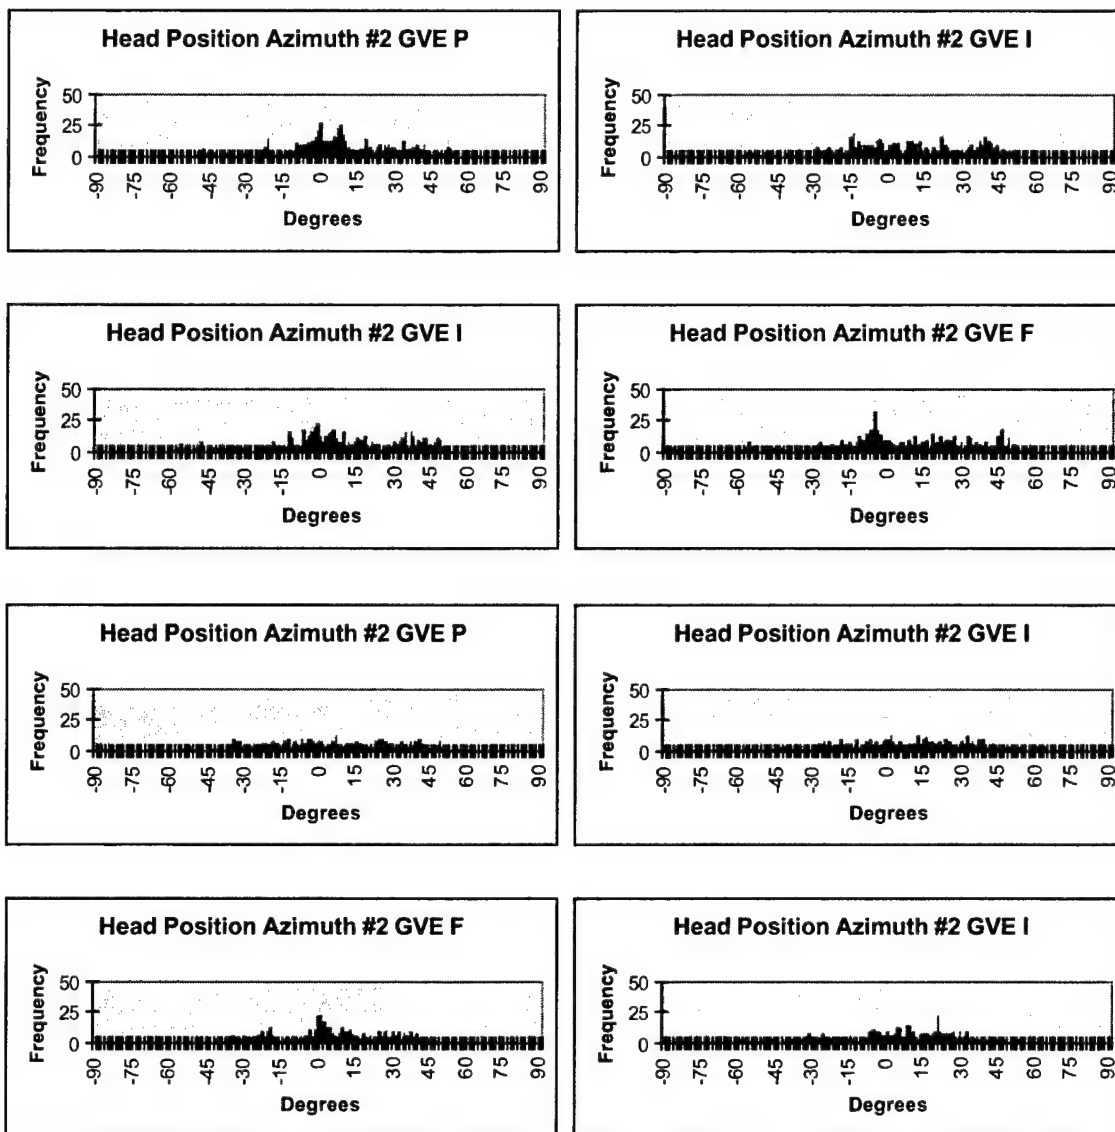 Head Position Azimuth #2 GVE P
Frequency
50
25
0
-90 -75 -60 -45 -30 -15 0 15 30 45 60 75 90
Degrees
Head Position Azimuth #2 GVE I
Frequency
50
25
0
-90 -75 -60 -45 -30 -15 0 15 30 45 60 75 90
Degrees
Head Position Azimuth #2 GVE I
Frequency
50
25
0
-90 -75 -60 -45 -30 -15 0 15 30 45 60 75 90
Degrees
Head Position Azimuth #2 GVE F
Frequency
50
25
0
-90 -75 -60 -45 -30 -15 0 15 30 45 60 75 90
Degrees
Head Position Azimuth #2 GVE P
Frequency
50
25
0
-90 -75 -60 -45 -30 -15 0 15 30 45 60 75 90
Degrees
Head Position Azimuth #2 GVE I
Frequency
50
25
0
-90 -75 -60 -45 -30 -15 0 15 30 45 60 75 90
Degrees
Head Position Azimuth #2 GVE F
Frequency
50
25
0
-90 -75 -60 -45 -30 -15 0 15 30 45 60 75 90
Degrees
Head Position Azimuth #2 GVE I
Frequency
50
25
0
-90 -75 -60 -45 -30 -15 0 15 30 45 60 75 90
Degrees